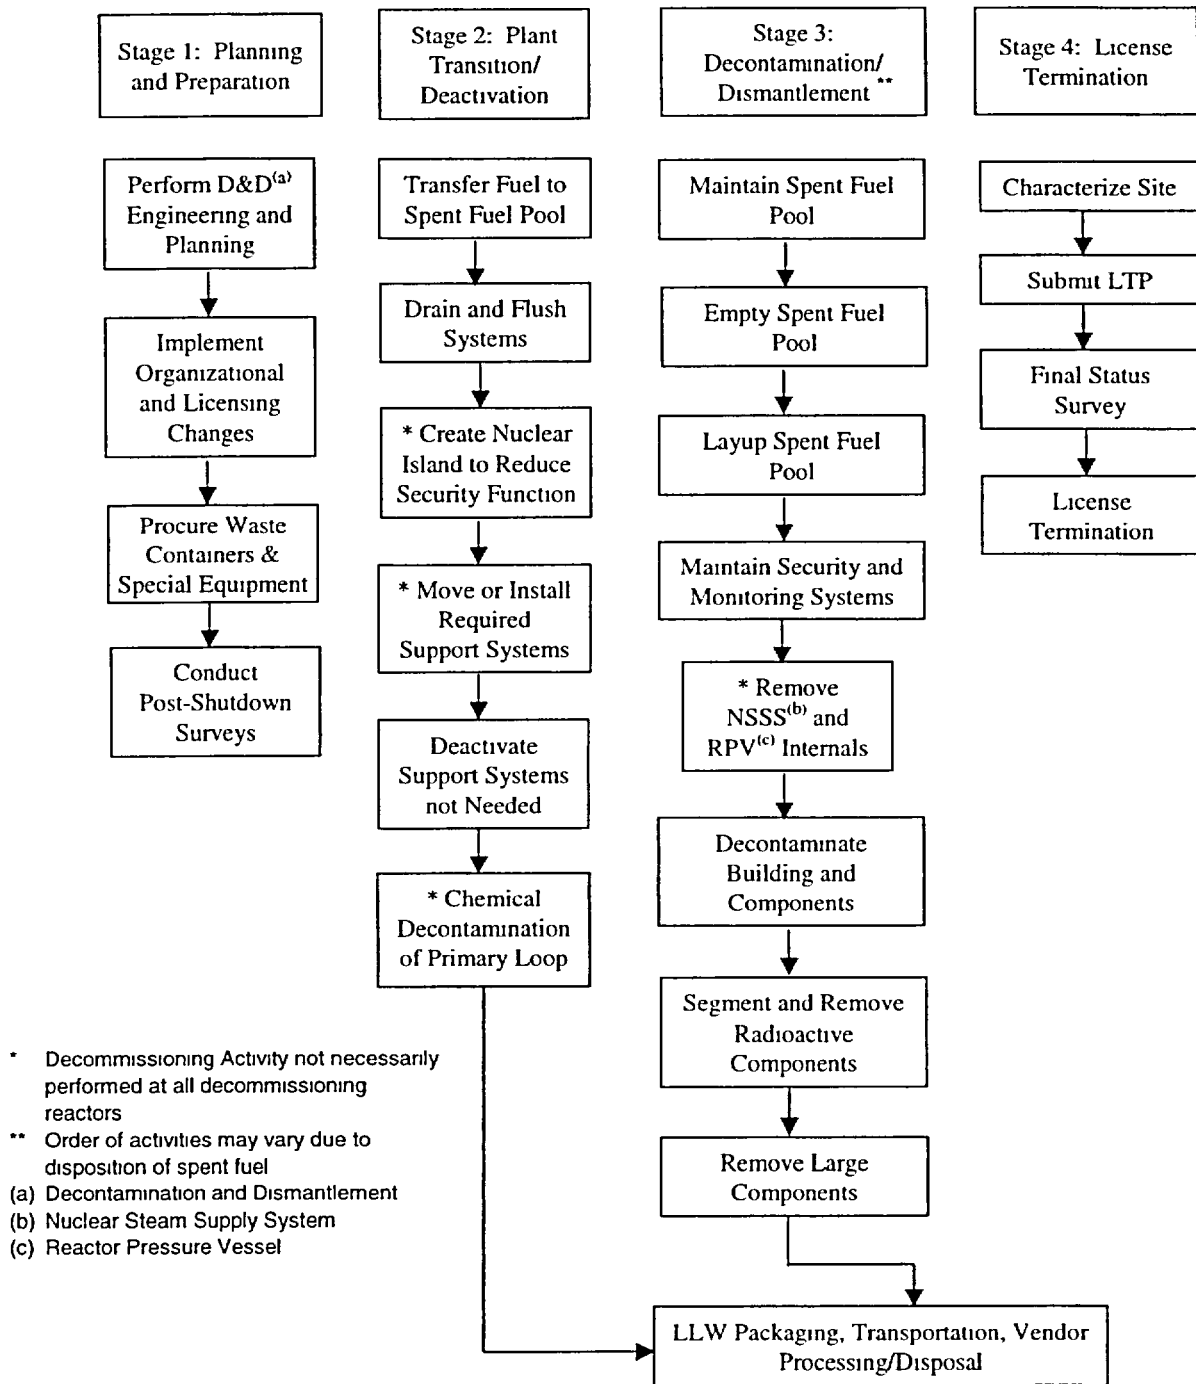 Stage 1: Planning
and Preparation
Stage 2: Plant
Transition/
Deactivation
Stage 3:
Decontamination/
Dismantlement **
Stage 4: License
Termination
Perform D&D(a)
Engineering and
Planning
Implement
Organizational
and Licensing
Changes
Procure Waste
Containers &
Special Equipment
Conduct
Post-Shutdown
Surveys
Transfer Fuel to
Spent Fuel Pool
Drain and Flush
Systems
* Create Nuclear
Island to Reduce
Security Function
* Move or Install
Required
Support Systems
Deactivate
Support Systems
not Needed
* Chemical
Decontamination
of Primary Loop
Maintain Spent Fuel
Pool
Empty Spent Fuel
Pool
Layup Spent Fuel
Pool
Maintain Security and
Monitoring Systems
* Remove
NSSS(b) and
RPV(c) Internals
Decontaminate
Building and
Components
Segment and Remove
Radioactive
Components
Remove Large
Components
LLW Packaging, Transportation, Vendor
Processing/Disposal
Characterize Site
Submit LTP
Final Status
Survey
License
Termination
* Decommissioning Activity not necessarily
performed at all decommissioning
reactors
** Order of activities may vary due to
disposition of spent fuel
(a) Decontamination and Dismantlement
(b) Nuclear Steam Supply System
(c) Reactor Pressure Vessel